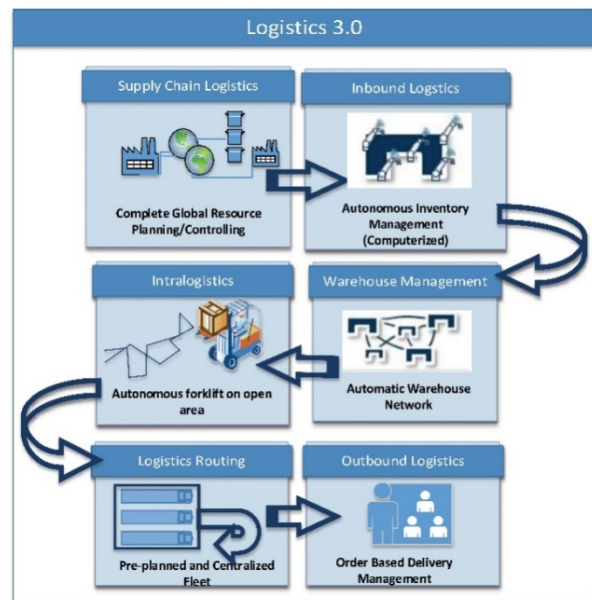 Logistics 3.0
Supply Chain Logistics
Complete Global Resource
Planning/Controlling
Inbound Logstics
Autonomous Inventory
Management
(Computerized)
Warehouse Management
Automatic Warehouse
Network
Intralogistics
Autonomous forklift on open
area
Logistics Routing
Pre-planned and Centralized
Fleet
Outbound Logistics
Order Based Delivery
Management